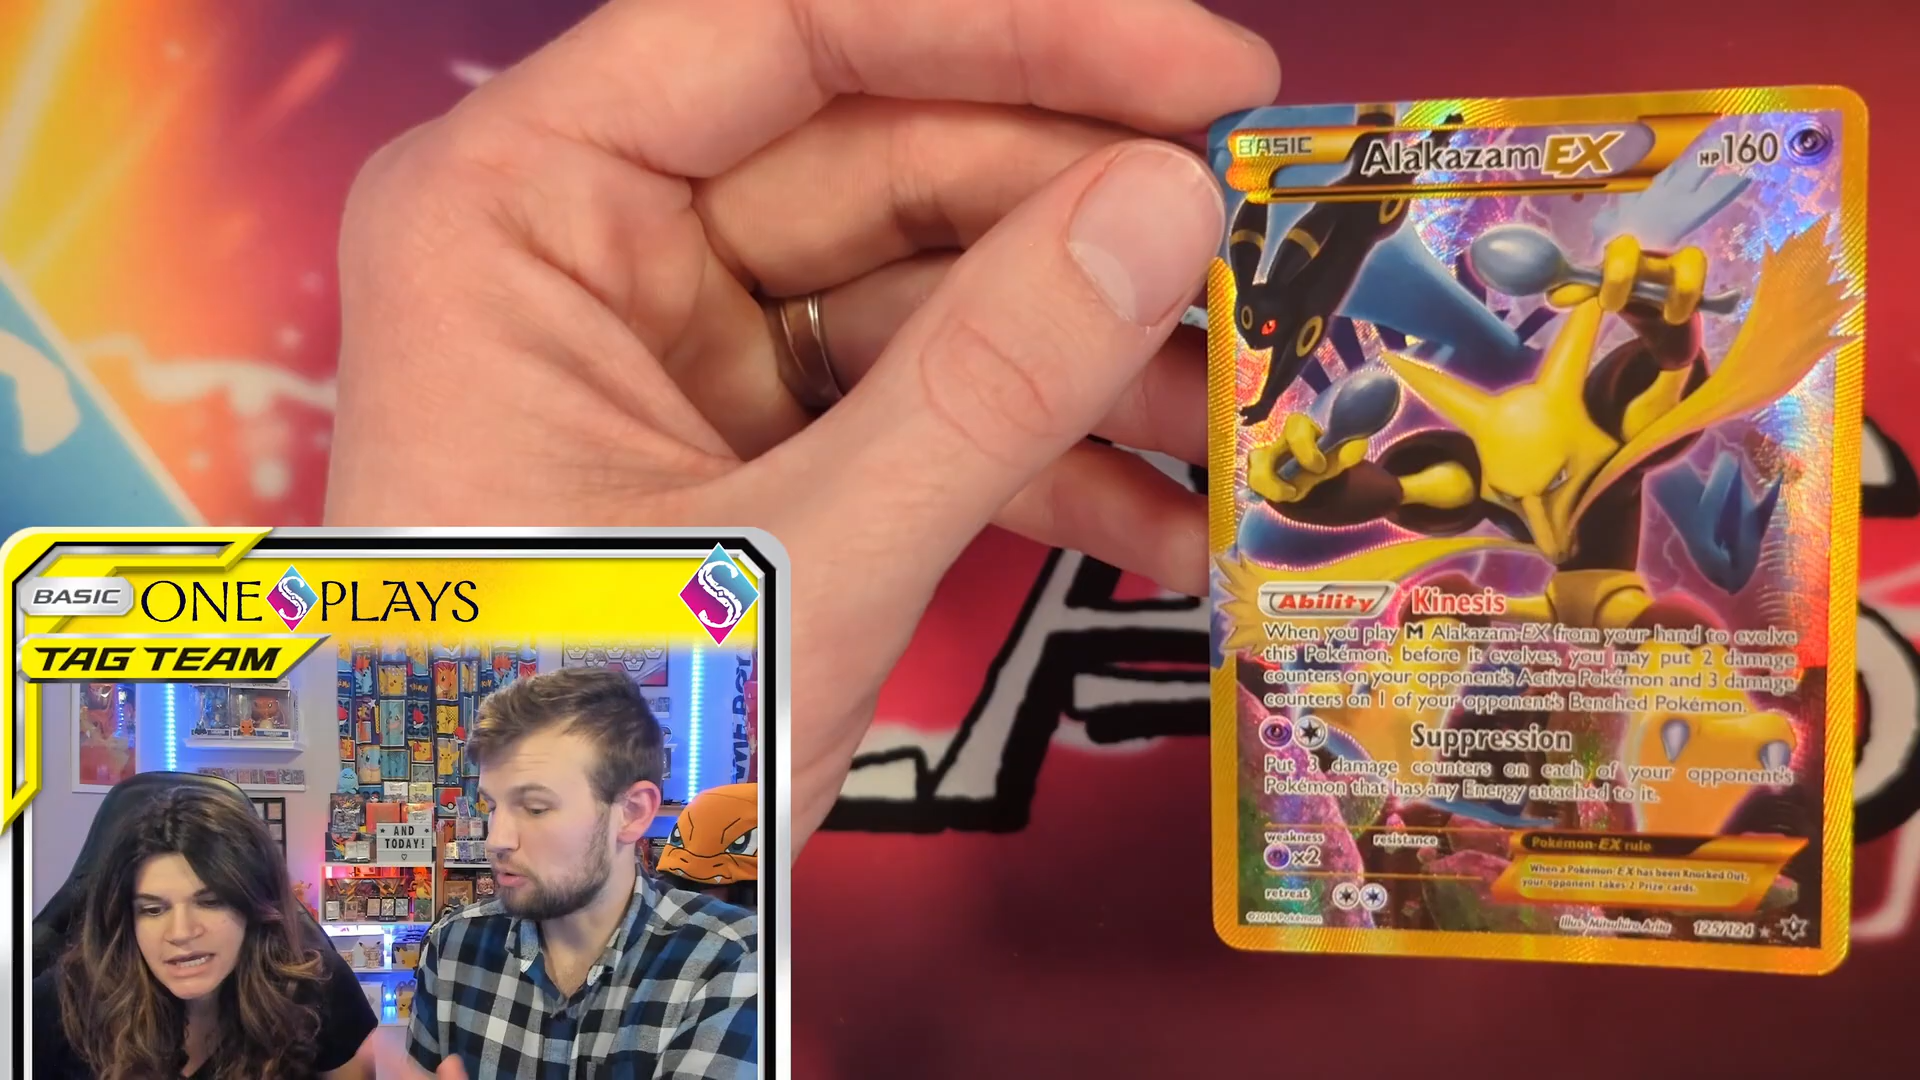 BASIC Alakazam EX HP160
Ability Kinesis
When you play M Alakazam-EX from your hand to evolve
this Pokémon, before it evolves, you may put 2 damage
counters on your opponent's Active Pokémon and 3 damage
counters on 1 of your opponent's Benched Pokémon.
Suppression
Put 3 damage counters on each of your opponent's
Pokémon that has any Energy attached to it.
weakness resistance
×2
Pokémon-EX rule
When a Pokémon-EX has been Knocked Out,
your opponent takes 2 Prize cards.
retreat
©2016 Pokémon Illus. Mitsuhiro Arita 125/124
BASIC ONE S PLAYS S
TAG TEAM
AND
TODAY!